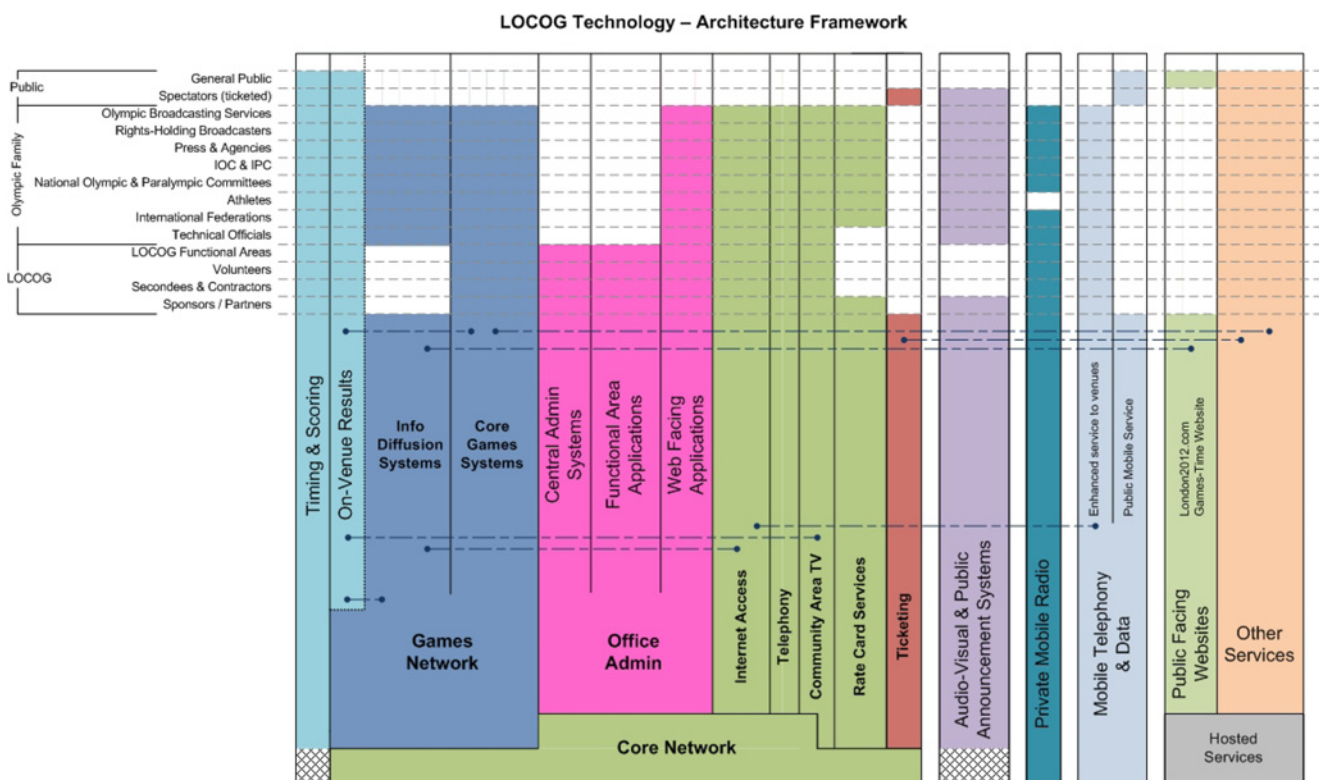 LOCOG Technology – Architecture Framework
Public
Olympic Family
LOCOG
General Public
Spectators (ticketed)
Olympic Broadcasting Services
Rights-Holding Broadcasters
Press & Agencies
IOC & IPC
National Olympic & Paralympic Committees
Athletes
International Federations
Technical Officials
LOCOG Functional Areas
Volunteers
Secondees & Contractors
Sponsors / Partners
Timing & Scoring
On-Venue Results
Info
Diffusion
Systems
Core
Games
Systems
Games
Network
Central Admin
Systems
Functional Area
Applications
Web Facing
Applications
Office
Admin
Internet Access
Telephony
Community Area TV
Rate Card Services
Core Network
Ticketing
Audio-Visual & Public
Announcement Systems
Private Mobile Radio
Enhanced service to venues
Public Mobile Service
Mobile Telephony
& Data
London2012.com
Games-Time Website
Public Facing
Websites
Other
Services
Hosted
Services